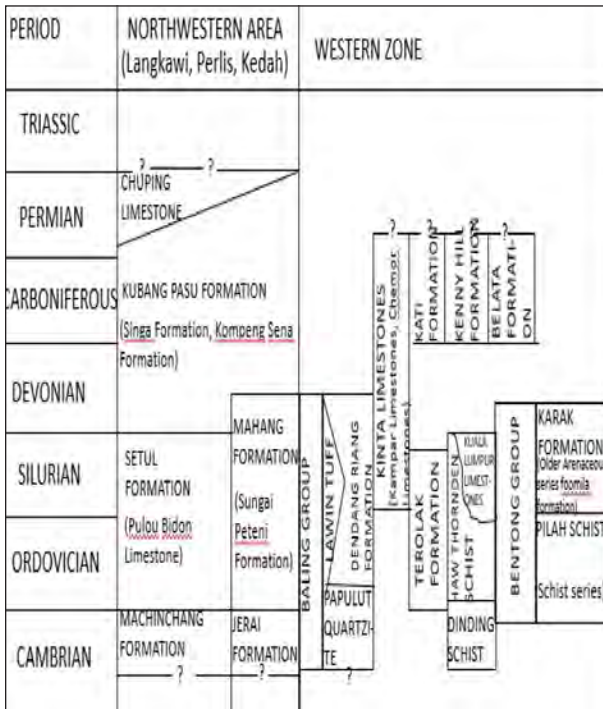 PERIOD
NORTHWESTERN AREA
(Langkawi, Perlis, Kedah)
WESTERN ZONE
TRIASSIC
? ?
PERMIAN
CHUPING
LIMESTONE
CARBONIFEROUS
KUBANG PASU FORMATION
(Singa Formation, Kompeng Sena
Formation)
DEVONIAN
SILURIAN
ORDOVICIAN
CAMBRIAN
SETUL
FORMATION
(Pulou Bidon
Limestone)
MAHANG
FORMATION
(Sungai
Peteni
Formation)
MACHINCHANG
FORMATION
?
JERAI
FORMATION
?
BALING GROUP
LAWIN TUFF
DENDANG RIANG
FORMATION
PAPULUT
QUARTZI-
TE
?
?
KINTA LIMESTONES
(Kampar Limestones, Chemor
Limestones)
?
KATI
FORMATION
KENNY HILL
FORMATION
?
BELATA
FORMATI-
ON
TEROLAK
FORMATION
HAW THORNDEN
SCHIST
KUALA
LUMPUR
LIMEST-
ONES
DINDING
SCHIST
BENTONG GROUP
KARAK
FORMATION
(Older Arenaceou
series foomila
formation)
PILAH SCHIST
Schist series)